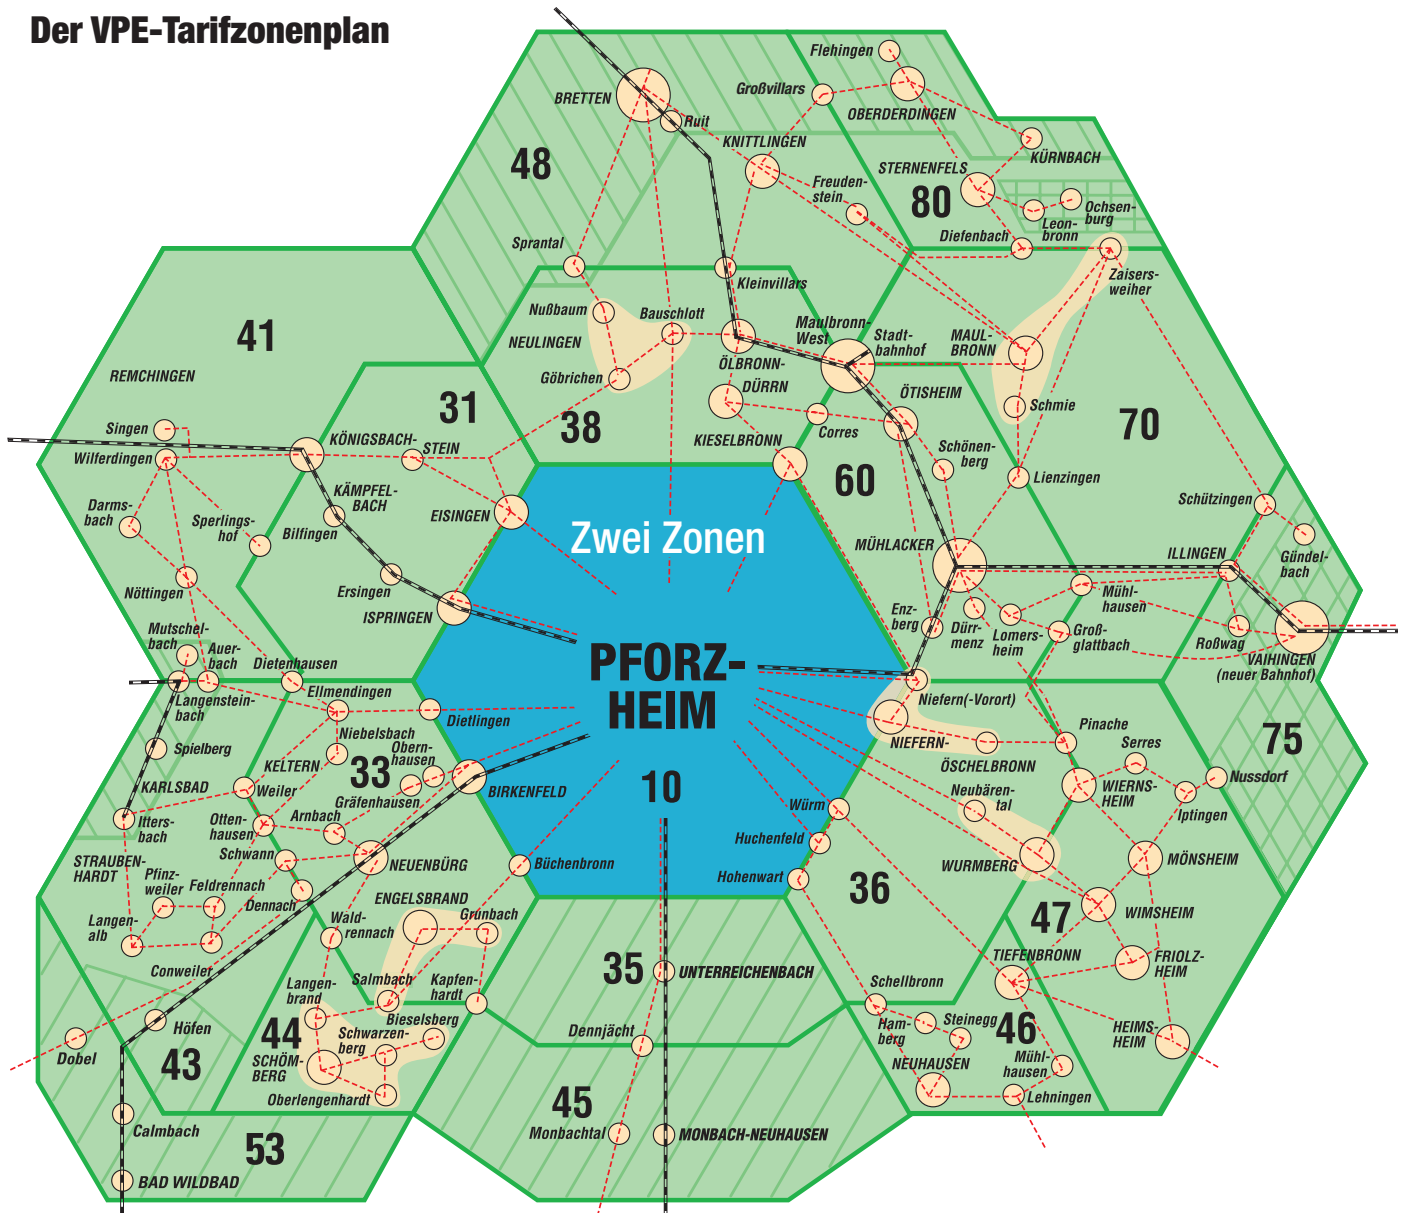 Der VPE-Tarifzonenplan
Flehingen
Großvillars
BRETTEN
OBERDERDINGEN
Ruit
KNITTLINGEN
KÜRNBACH
48
STERNENFELS
Freuden-
stein
80
Ochsen-
burg
Leon-
bronn
Diefenbach
Sprantal
Zaisers-
weiher
Kleinvillars
Nußbaum
Bauschlott
Maulbronn-
West
Stadt-
bahnhof
MAUL-
BRONN
41
NEULINGEN
ÖLBRONN-
DÜRRN
REMCHINGEN
Göbrichen
ÖTISHEIM
31
38
Schmie
70
Singen
KÖNIGSBACH-
STEIN
KIESELBRONN
Corres
Schönen-
berg
Wilferdingen
60
Lienzingen
KÄMPFEL-
BACH
Schützingen
Darms-
bach
Sperlings-
hof
EISINGEN
Bilfingen
Zwei Zonen
MÜHLACKER
ILLINGEN
Gündel-
bach
Nöttingen
Ersingen
Mühl-
hausen
ISPRINGEN
Enz-
berg
Dürr-
menz
Lomers-
heim
Groß-
glattbach
Roßwag
VAIHINGEN
(neuer Bahnhof)
Mutschel-
bach
Auer-
bach
Dietenhausen
PFORZ-
HEIM
Langenstein-
bach
Ellmendingen
Dietlingen
Niefern(-Vorort)
Niebelsbach
Pinache
Spielberg
Obern-
hausen
NIEFERN-
ÖSCHELBRONN
Serres
75
KELTERN
33
Nussdorf
KARLSBAD
Weiler
Gräfenhausen
BIRKENFELD
10
Neubären-
tal
WIERNS-
HEIM
Iptingen
Würm
Itters-
bach
Otten-
hausen
Arnbach
Huchenfeld
Schwann
NEUENBÜRG
Büchenbronn
WURMBERG
MÖNSHEIM
STRAUBEN-
HARDT
Pfinz-
weiler
Feldrennach
Hohenwart
36
Dennach
ENGELSBRAND
Grünbach
47
WIMSHEIM
Langen-
alb
Wald-
rennach
TIEFENBRONN
FRIOLZ-
HEIM
Conweiler
Salmbach
Kapfen-
hardt
35
UNTERREICHENBACH
Schellbronn
Langen-
brand
Bieselsberg
Dennjächt
Ham-
berg
Steinegg
46
HEIMS-
HEIM
Höfen
44
Schwarzen-
berg
Dobel
43
SCHÖM-
BERG
NEUHAUSEN
Mühl-
hausen
Oberlengenhardt
45
Lehningen
Calmbach
53
Monbachtal
MONBACH-NEUHAUSEN
BAD WILDBAD